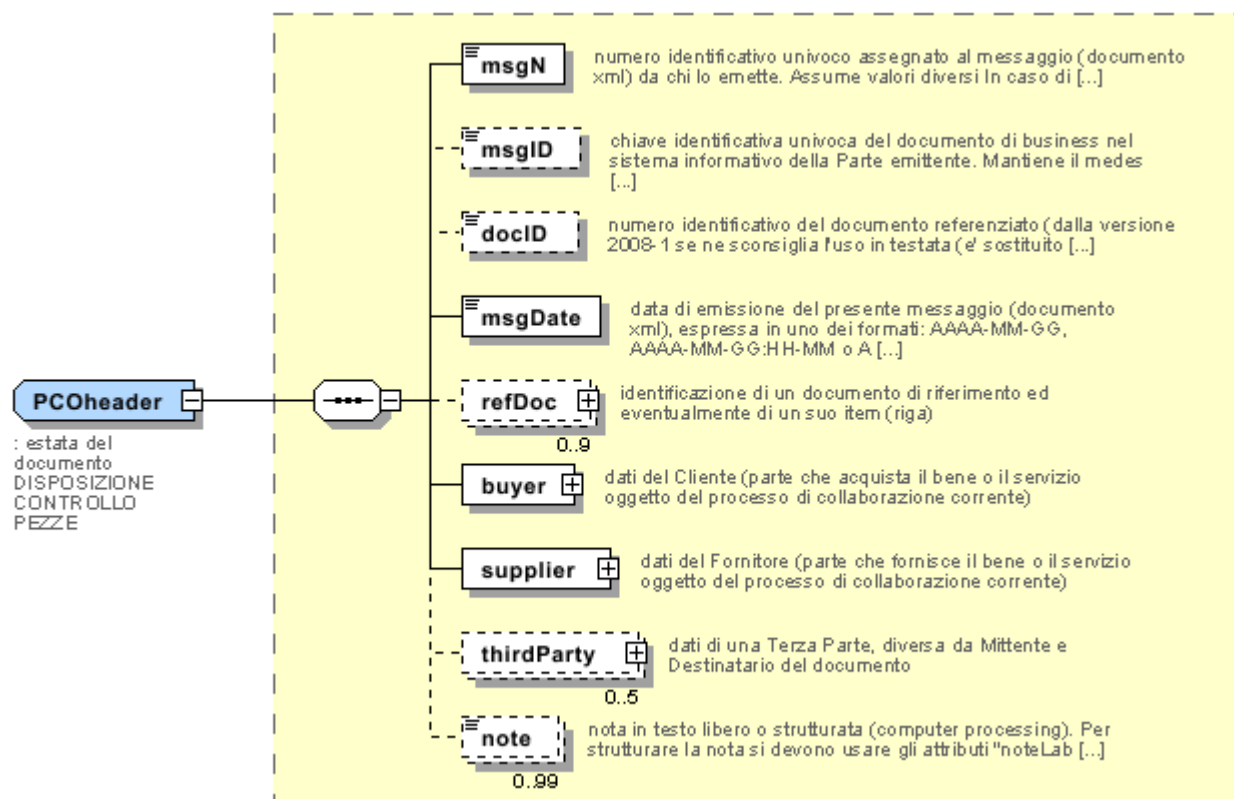 msgN
numero identificativo univoco assegnato al messaggio (documento
xml) da chi lo emette. Assume valori diversi In caso di [...]
msgID
chiave identificativa univoca del documento di business nel
sistema informativo della Parte emittente. Mantiene il medes
[...]
docID
numero identificativo del documento referenziato (dalla versione
2008-1 se ne sconsiglia l'uso in testata (e' sostituito [...]
msgDate
data di emissione del presente messaggio (documento
xml), espressa in uno dei formati: AAAA-MM-GG,
AAAA-MM-GG:HH-MM o A [...]
PCOheader
: estata del
documento
DISPOSIZIONE
CONTROLLO
PEZZE
refDoc
0..9
identificazione di un documento di riferimento ed
eventualmente di un suo item (riga)
buyer
dati del Cliente (parte che acquista il bene o il servizio
oggetto del processo di collaborazione corrente)
supplier
dati del Fornitore (parte che fornisce il bene o il servizio
oggetto del processo di collaborazione corrente)
thirdParty
0..5
dati di una Terza Parte, diversa da Mittente e
Destinatario del documento
note
0..99
nota in testo libero o strutturata (computer processing). Per
strutturare la nota si devono usare gli attributi "noteLab [...]